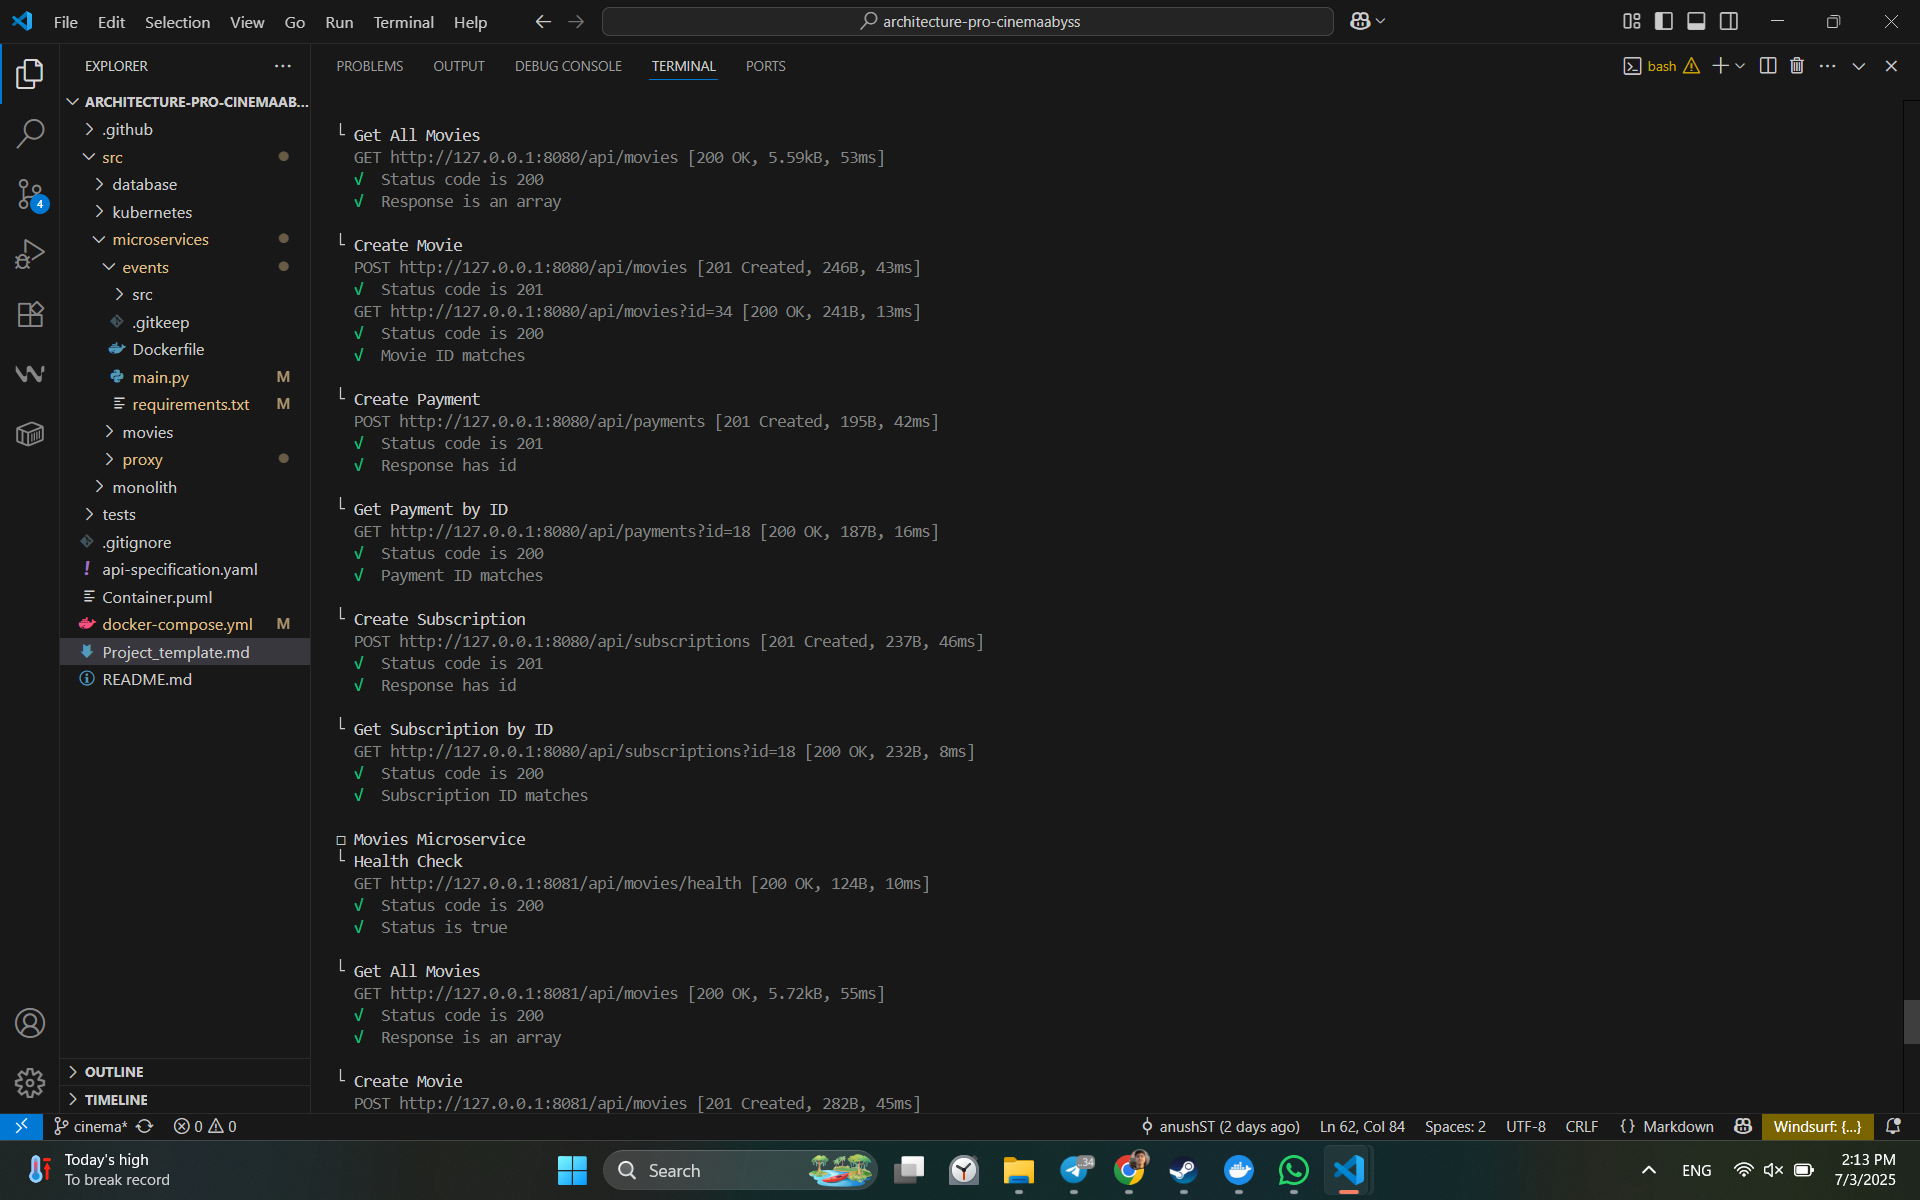 File Edit Selection View Go Run Terminal Help
architecture-pro-cinemaabyss
EXPLORER
PROBLEMS OUTPUT DEBUG CONSOLE TERMINAL PORTS
bash
ARCHITECTURE-PRO-CINEMAAB...
.github
src
database
kubernetes
microservices
events
src
.gitkeep
Dockerfile
main.py M
requirements.txt M
movies
proxy
monolith
tests
.gitignore
api-specification.yaml
Container.puml
docker-compose.yml M
Project_template.md
README.md
OUTLINE
TIMELINE
4
└ Get All Movies
GET http://127.0.0.1:8080/api/movies [200 OK, 5.59kB, 53ms]
√ Status code is 200
√ Response is an array
└ Create Movie
POST http://127.0.0.1:8080/api/movies [201 Created, 246B, 43ms]
√ Status code is 201
GET http://127.0.0.1:8080/api/movies?id=34 [200 OK, 241B, 13ms]
√ Status code is 200
√ Movie ID matches
└ Create Payment
POST http://127.0.0.1:8080/api/payments [201 Created, 195B, 42ms]
√ Status code is 201
√ Response has id
└ Get Payment by ID
GET http://127.0.0.1:8080/api/payments?id=18 [200 OK, 187B, 16ms]
√ Status code is 200
√ Payment ID matches
└ Create Subscription
POST http://127.0.0.1:8080/api/subscriptions [201 Created, 237B, 46ms]
√ Status code is 201
√ Response has id
└ Get Subscription by ID
GET http://127.0.0.1:8080/api/subscriptions?id=18 [200 OK, 232B, 8ms]
√ Status code is 200
√ Subscription ID matches
□ Movies Microservice
└ Health Check
GET http://127.0.0.1:8081/api/movies/health [200 OK, 124B, 10ms]
√ Status code is 200
√ Status is true
└ Get All Movies
GET http://127.0.0.1:8081/api/movies [200 OK, 5.72kB, 55ms]
√ Status code is 200
√ Response is an array
└ Create Movie
POST http://127.0.0.1:8081/api/movies [201 Created, 282B, 45ms]
cinema* 0 0 anushST (2 days ago) Ln 62, Col 84 Spaces: 2 UTF-8 CRLF {} Markdown Windsurf: {...}
Today's high
To break record
Search
34
ENG
2:13 PM
7/3/2025